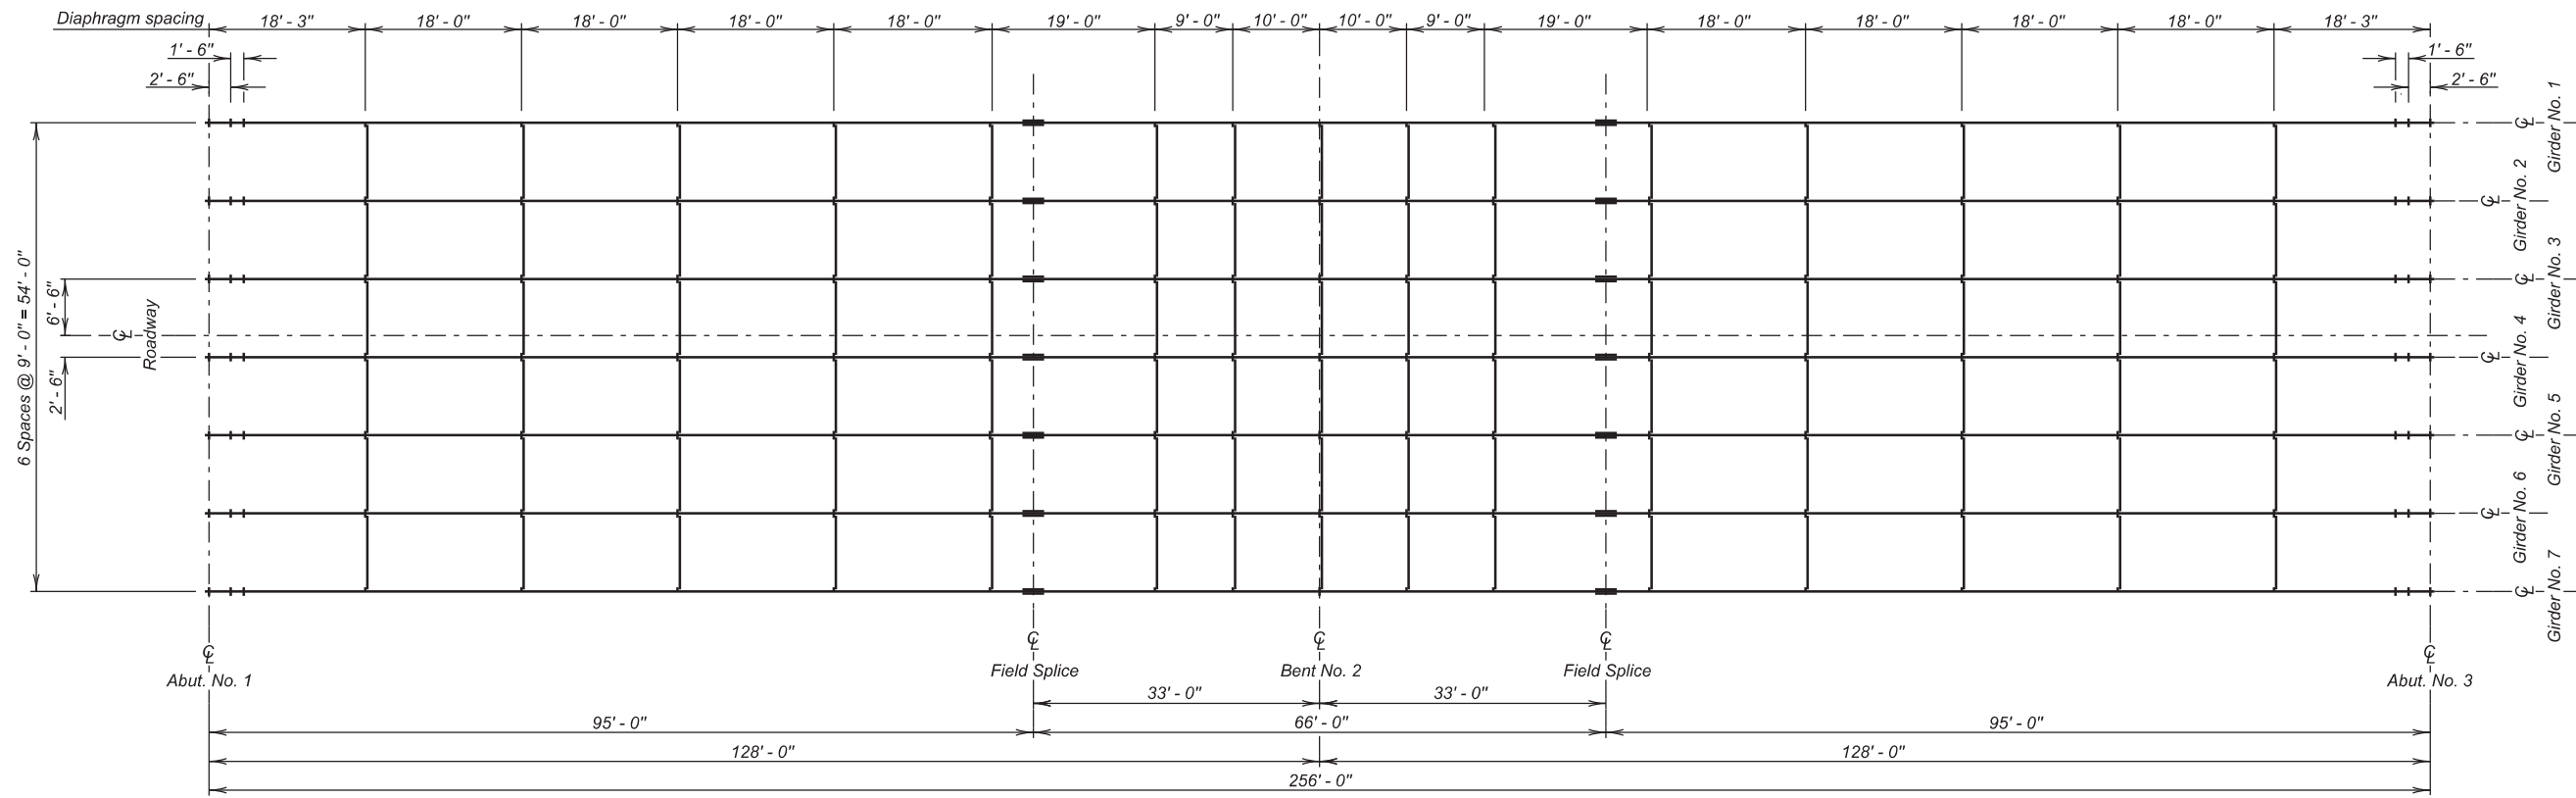 Diaphragm spacing
18' - 3"
18' - 0"
18' - 0"
18' - 0"
18' - 0"
19' - 0"
9' - 0"
10' - 0"
10' - 0"
9' - 0"
19' - 0"
18' - 0"
18' - 0"
18' - 0"
18' - 0"
18' - 3"
1' - 6"
1' - 6"
2' - 6"
2' - 6"
6 Spaces @ 9' - 0" = 54' - 0"
6' - 6"
2' - 6"
℄
Roadway
℄
Girder No. 1
℄
Girder No. 2
℄
Girder No. 3
℄
Girder No. 4
℄
Girder No. 5
℄
Girder No. 6
℄
Girder No. 7
℄
Abut. No. 1
℄
Field Splice
℄
Bent No. 2
℄
Field Splice
℄
Abut. No. 3
33' - 0"
33' - 0"
95' - 0"
66' - 0"
95' - 0"
128' - 0"
128' - 0"
256' - 0"